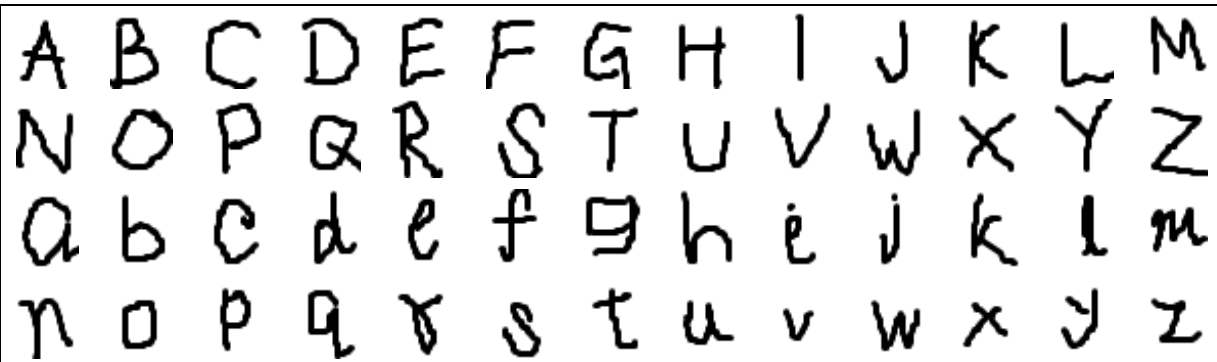 A B C D E F G H I J K L M
N O P Q R S T U V W X Y Z
a b c d e f g h i j k l m
n o p q r s t u v w x y z